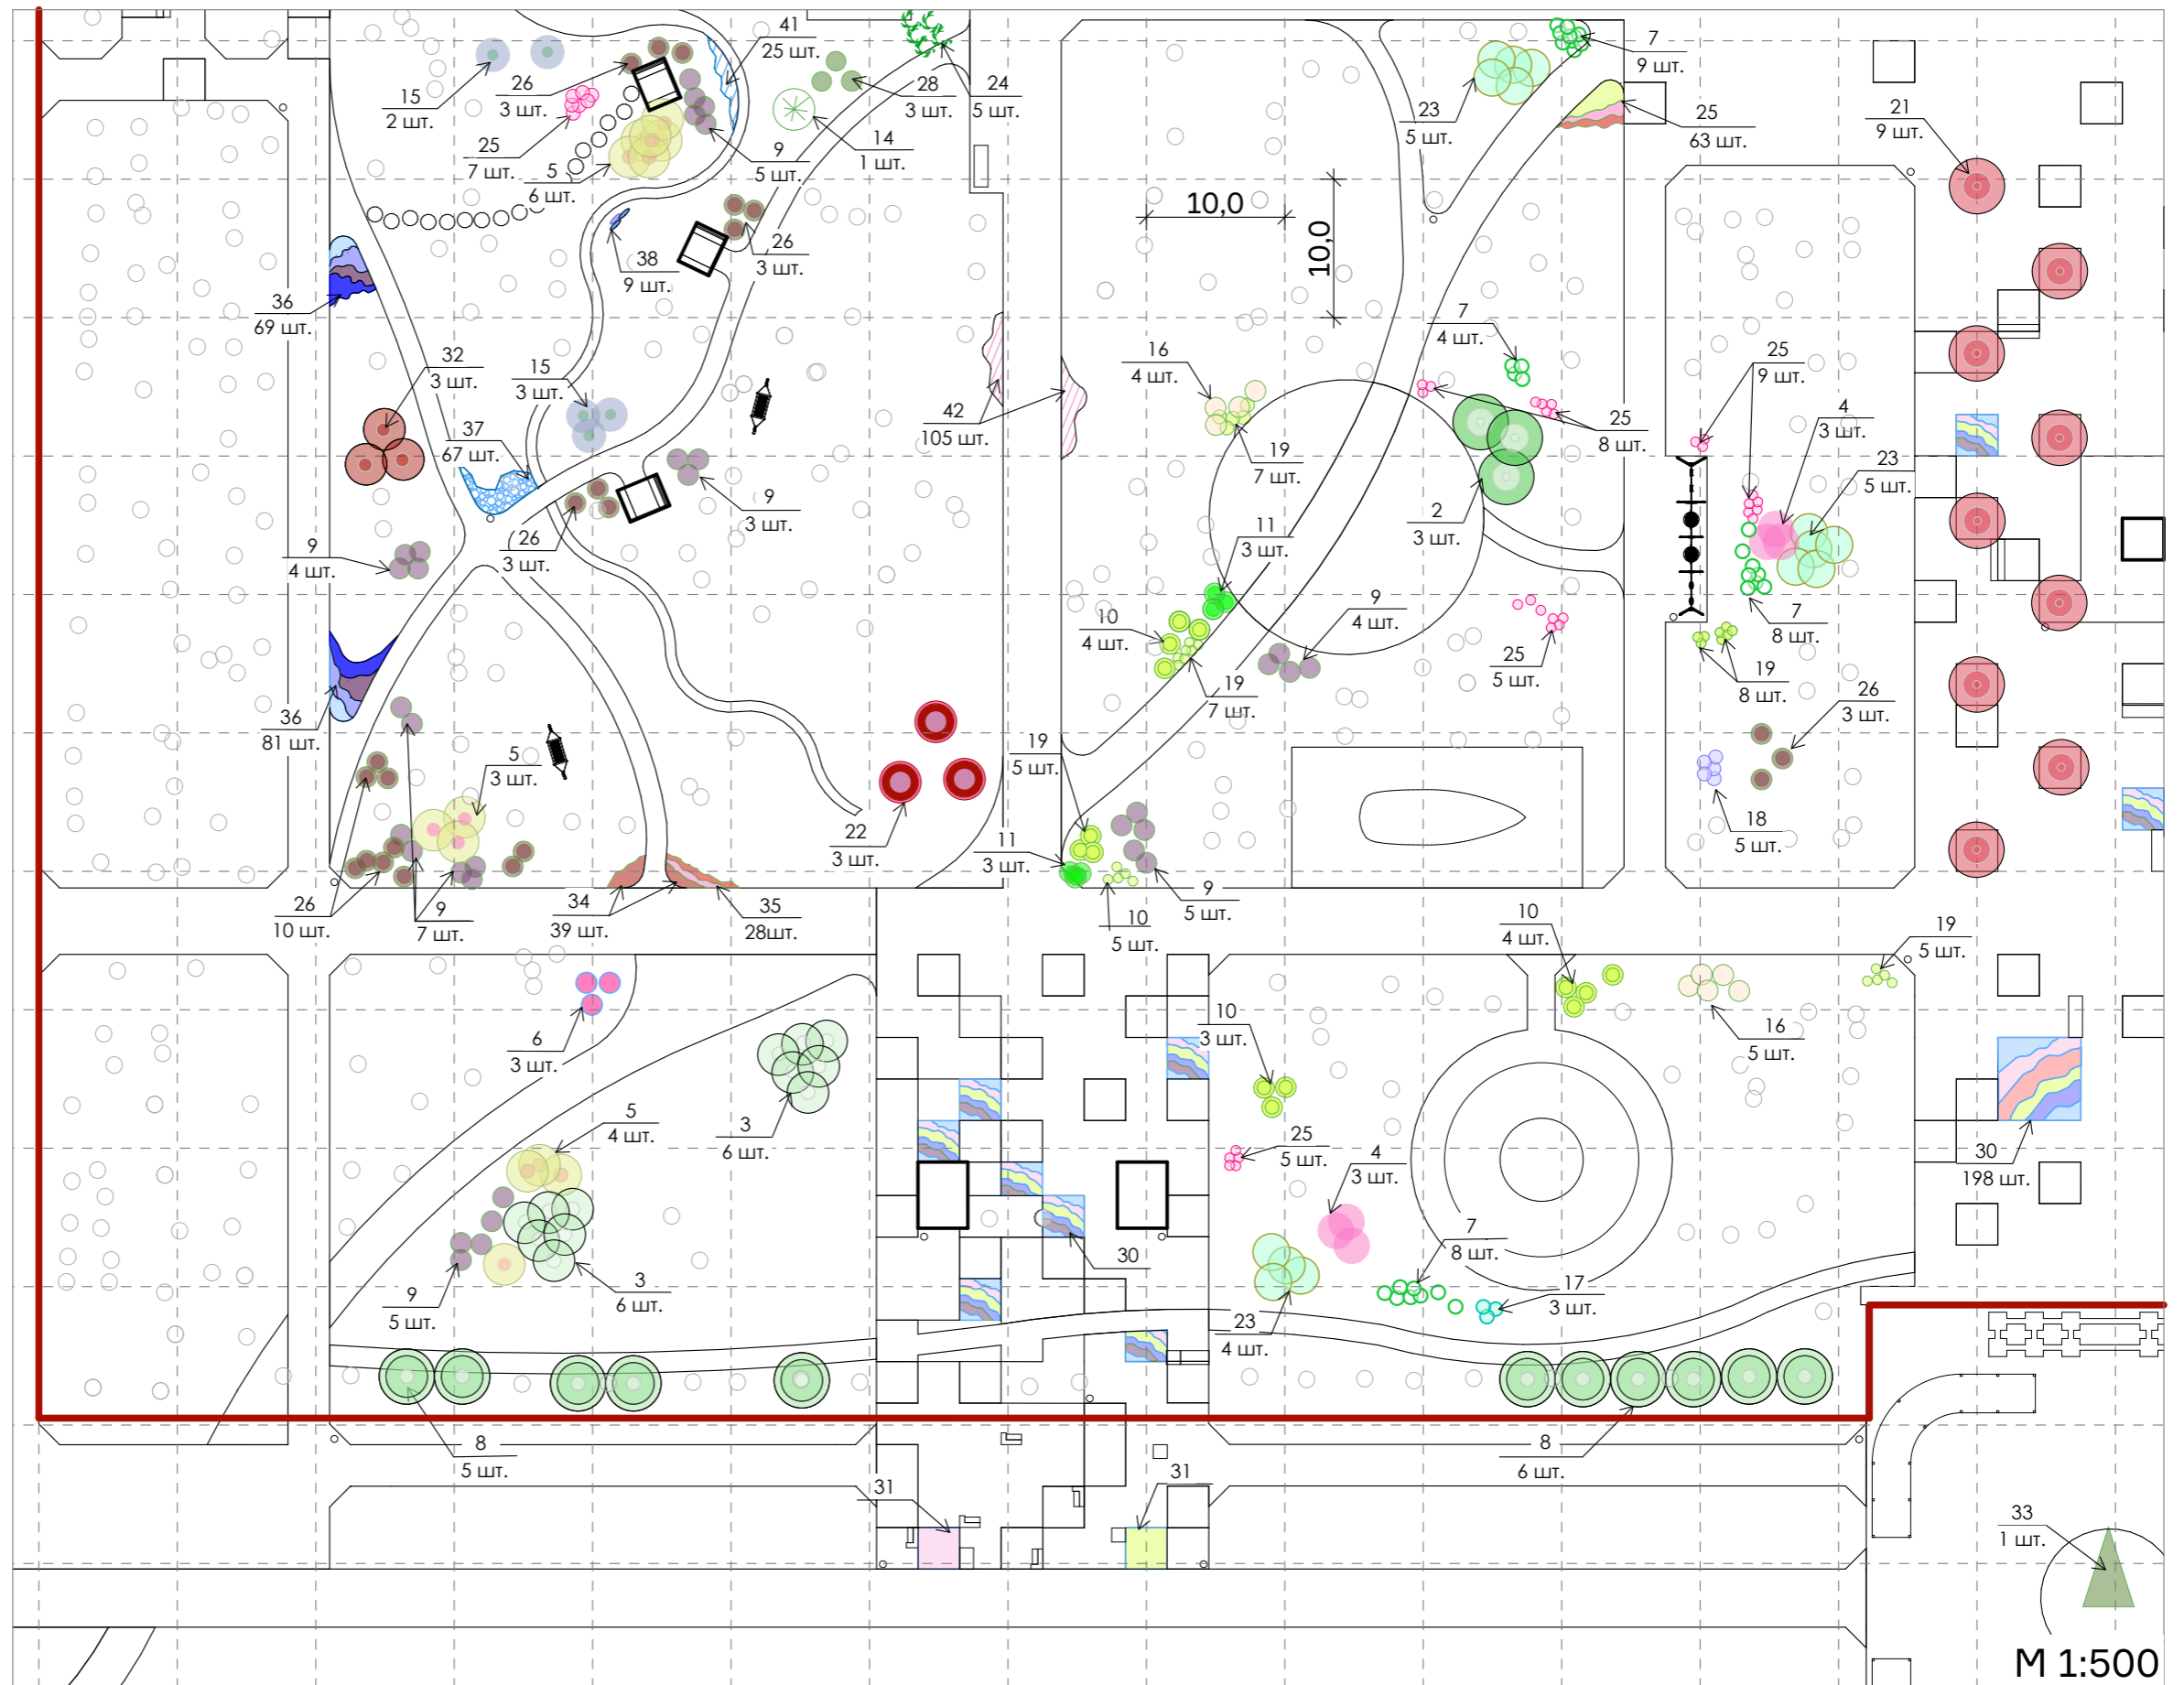 41
25 шт.
7
9 шт.
15
2 шт.
26
3 шт.
28
3 шт.
24
5 шт.
23
5 шт.
25
63 шт.
21
9 шт.
25
7 шт.
5
6 шт.
9
5 шт.
14
1 шт.
10,0
10,0
38
9 шт.
26
3 шт.
36
69 шт.
7
4 шт.
32
3 шт.
15
3 шт.
16
4 шт.
25
9 шт.
42
105 шт.
25
8 шт.
4
3 шт.
37
67 шт.
19
7 шт.
23
5 шт.
9
3 шт.
2
3 шт.
26
3 шт.
11
3 шт.
9
4 шт.
10
4 шт.
9
4 шт.
7
8 шт.
25
5 шт.
19
7 шт.
19
8 шт.
26
3 шт.
36
81 шт.
19
5 шт.
5
3 шт.
18
5 шт.
22
3 шт.
11
3 шт.
26
10 шт.
9
7 шт.
34
39 шт.
35
28шт.
9
5 шт.
10
5 шт.
10
4 шт.
19
5 шт.
6
3 шт.
10
3 шт.
16
5 шт.
5
4 шт.
3
6 шт.
25
5 шт.
4
3 шт.
30
198 шт.
7
8 шт.
30
9
5 шт.
3
6 шт.
17
3 шт.
23
4 шт.
8
5 шт.
8
6 шт.
31
31
33
1 шт.
М 1:500